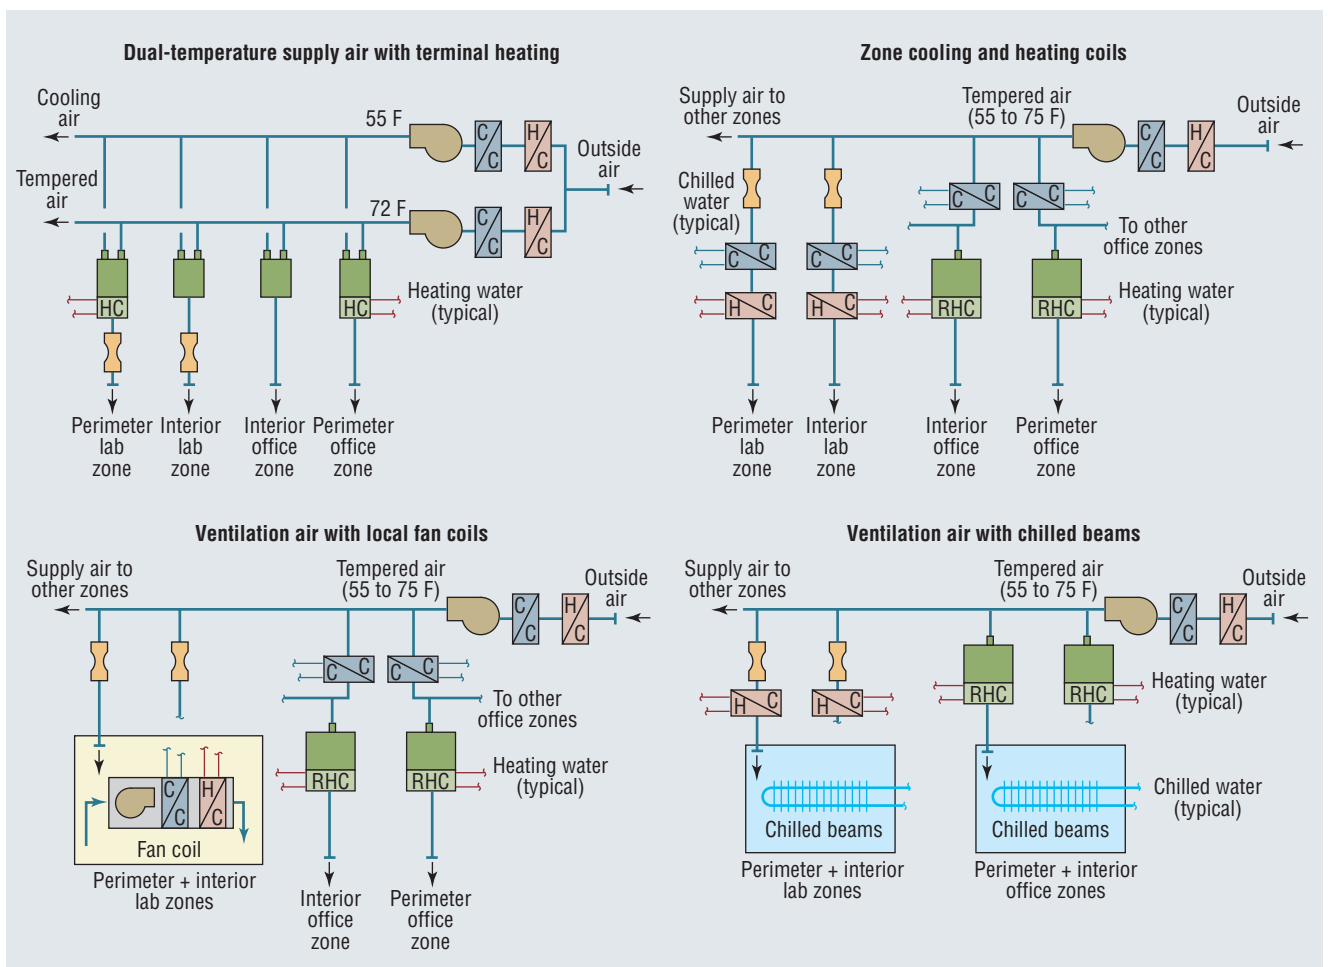 Dual-temperature supply air with terminal heating
Cooling
air
55 F
C/C
H/C
Outside
air
Tempered
air
72 F
C/C
H/C
HC
HC
Heating water
(typical)
Perimeter
lab
zone
Interior
lab
zone
Interior
office
zone
Perimeter
office
zone
Zone cooling and heating coils
Supply air to
other zones
Tempered air
(55 to 75 F)
Outside
air
C/C
H/C
Chilled
water
(typical)
C C
C C
To other
office zones
C C
C C
H C
H C
RHC
RHC
Heating water
(typical)
Perimeter
lab
zone
Interior
lab
zone
Interior
office
zone
Perimeter
office
zone
Ventilation air with local fan coils
Supply air to
other zones
Tempered air
(55 to 75 F)
Outside
air
C/C
H/C
C C
C C
To other
office zones
RHC
RHC
Heating water
(typical)
C/C
H/C
Fan coil
Perimeter + interior
lab zones
Interior
office
zone
Perimeter
office
zone
Ventilation air with chilled beams
Supply air to
other zones
Tempered air
(55 to 75 F)
Outside
air
C/C
H/C
H C
H C
RHC
RHC
Heating water
(typical)
Chilled beams
Chilled beams
Chilled water
(typical)
Perimeter + interior
lab zones
Perimeter + interior
office zones